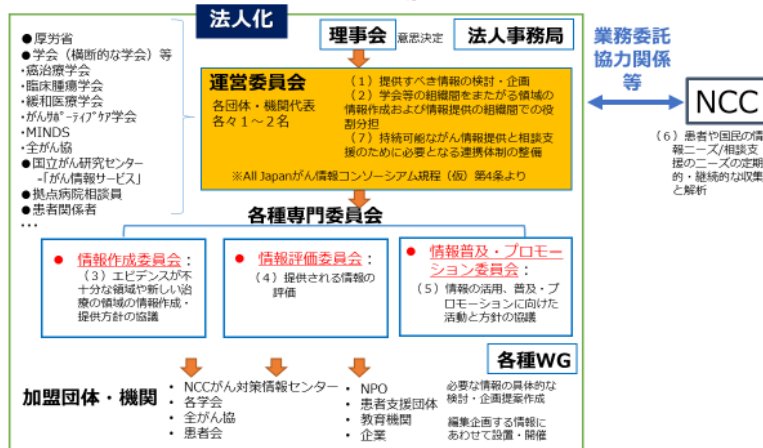 法人化
●厚労省
●学会（横断的な学会）等
・癌治療学会
・臨床腫瘍学会
・緩和医療学会
・がんｻﾎﾟｰﾃｨﾌﾞｹｱ学会
・MINDS
・全がん協
●国立がん研究センター
-「がん情報サービス」
●拠点病院相談員
●患者関係者
…
理事会
意思決定
法人事務局
運営委員会
各団体・機関代表
各々１～２名
（１）提供すべき情報の検討・企画
（２）学会等の組織間をまたがる領域の
情報作成および情報提供の組織間での役
割分担
（７）持続可能ながん情報提供と相談支
援のために必要となる連携体制の整備
※All Japanがん情報コンソーシアム規程（仮）第4条より
業務委託
協力関係
等
NCC
（６）患者や国民の情
報ニーズ/相談支
援のニーズの定期
的・継続的な収集
と解析
各種専門委員会
● 情報作成委員会：
（３）エビデンスが不
十分な領域や新しい治
療の領域の情報作成・
提供方針の協議
● 情報評価委員会：
（４）提供される情報の
評価
● 情報普及・プロモー
ション委員会：
（５）情報の活用、普及・プ
ロモーションに向けた
活動と方針の協議
各種WG
加盟団体・機関
• NCCがん対策情報センター
• 各学会
• 全がん協
• 患者会
• NPO
• 患者支援団体
• 教育機関
• 企業
必要な情報の具体的な
検討・企画提案作成
編集企画する情報に
あわせて設置・開催